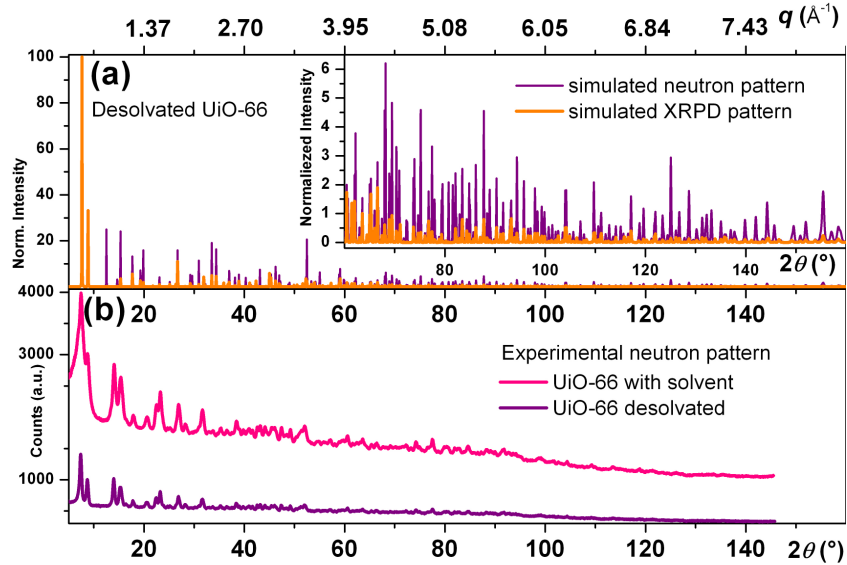 q (Å-1)
1.37 2.70 3.95 5.08 6.05 6.84 7.43
(a)
Desolvated UiO-66
Norm. Intensity
100
80
60
40
20
Normaliezed Intensity
6
5
4
3
2
1
0
simulated neutron pattern
simulated XRPD pattern
80 100 120 140
2θ (°)
20 40 60 80 100 120 140
(b)
Counts (a.u.)
4000
3000
1000
Experimental neutron pattern
UiO-66 with solvent
UiO-66 desolvated
20 40 60 80 100 120 140 2θ (°)